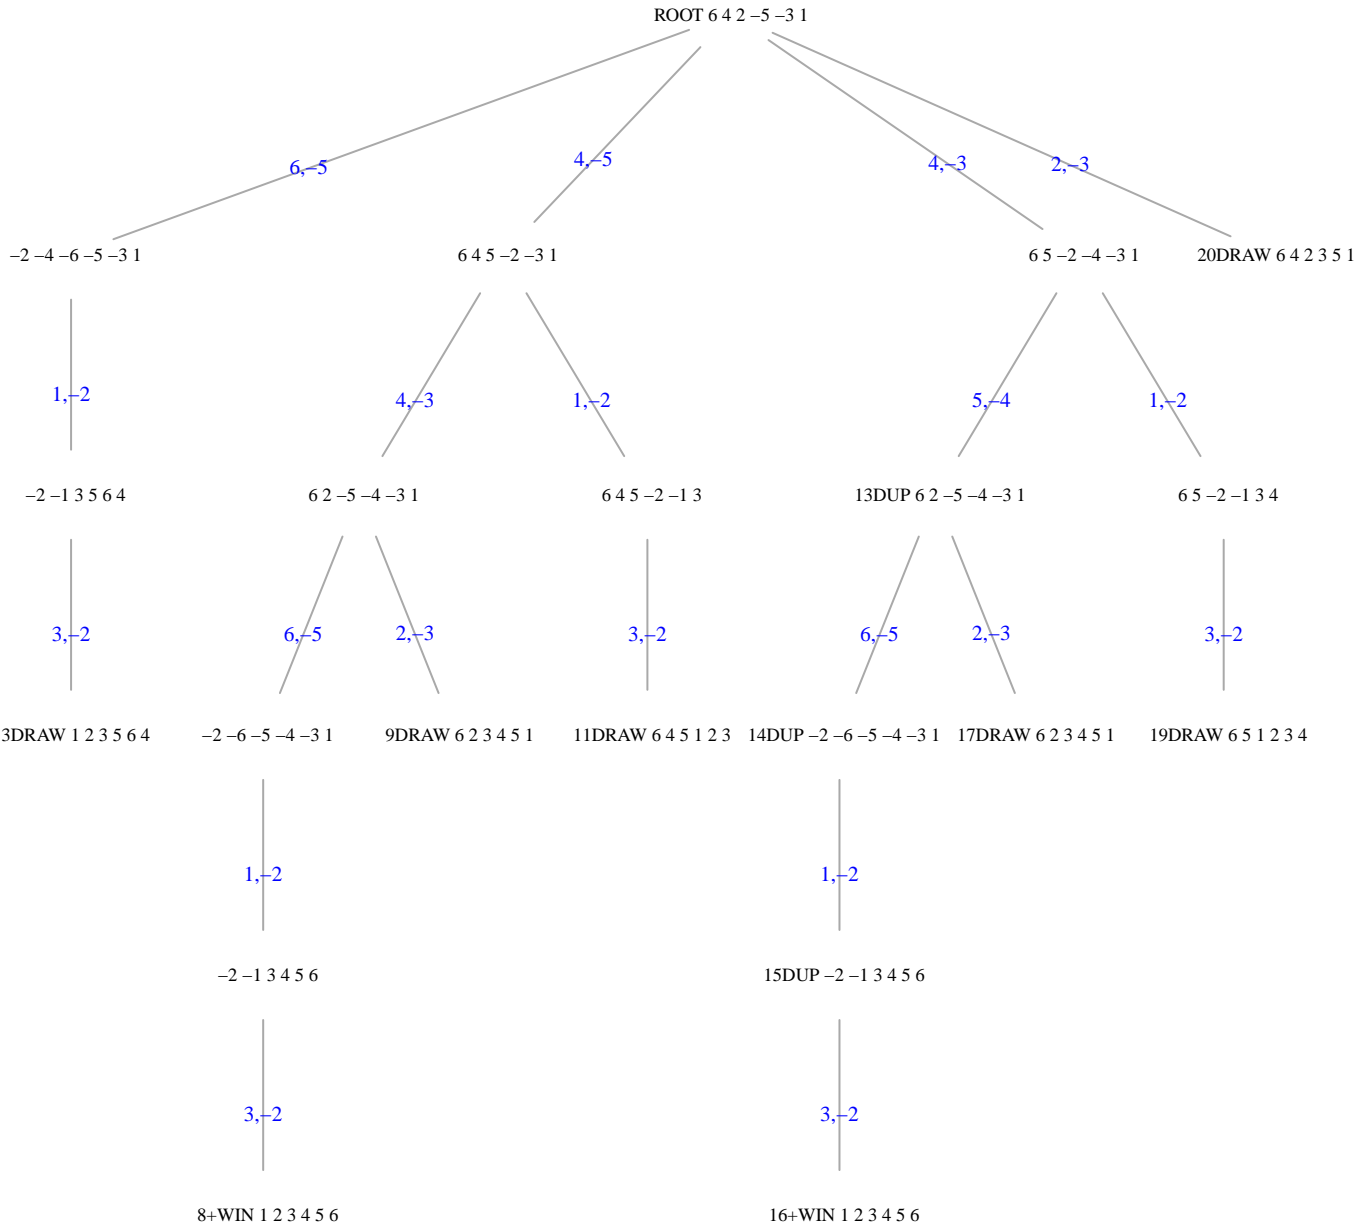 ROOT 6 4 2 –5 –3 1
6,–5
4,–5
4,–3
2,–3
–2 –4 –6 –5 –3 1
6 4 5 –2 –3 1
6 5 –2 –4 –3 1
20DRAW 6 4 2 3 5 1
1,–2
4,–3
1,–2
5,–4
1,–2
–2 –1 3 5 6 4
6 2 –5 –4 –3 1
6 4 5 –2 –1 3
13DUP 6 2 –5 –4 –3 1
6 5 –2 –1 3 4
3,–2
6,–5
2,–3
3,–2
6,–5
2,–3
3,–2
3DRAW 1 2 3 5 6 4
–2 –6 –5 –4 –3 1
9DRAW 6 2 3 4 5 1
11DRAW 6 4 5 1 2 3
14DUP –2 –6 –5 –4 –3 1
17DRAW 6 2 3 4 5 1
19DRAW 6 5 1 2 3 4
1,–2
1,–2
–2 –1 3 4 5 6
15DUP –2 –1 3 4 5 6
3,–2
3,–2
8+WIN 1 2 3 4 5 6
16+WIN 1 2 3 4 5 6